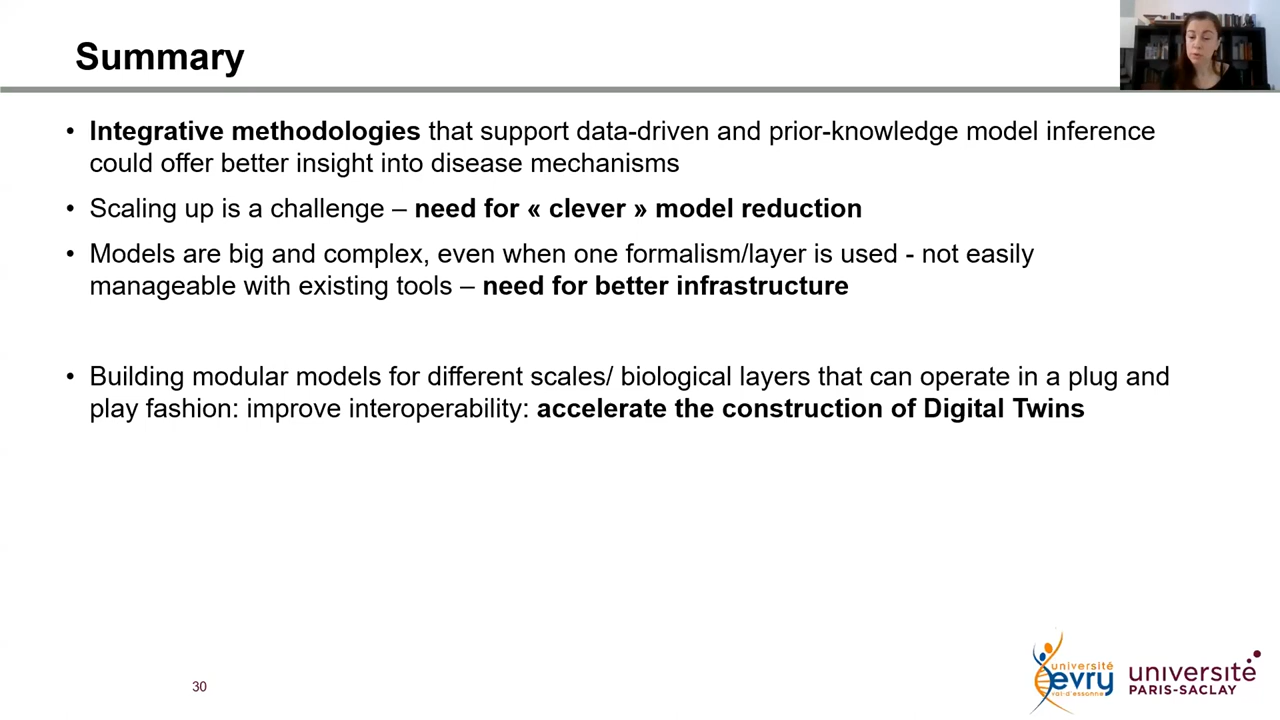 Summary
• Integrative methodologies that support data-driven and prior-knowledge model inference
could offer better insight into disease mechanisms
• Scaling up is a challenge – need for « clever » model reduction
• Models are big and complex, even when one formalism/layer is used - not easily
manageable with existing tools – need for better infrastructure
• Building modular models for different scales/ biological layers that can operate in a plug and
play fashion: improve interoperability: accelerate the construction of Digital Twins
30
université
evry
val-d'essonne
université
PARIS-SACLAY